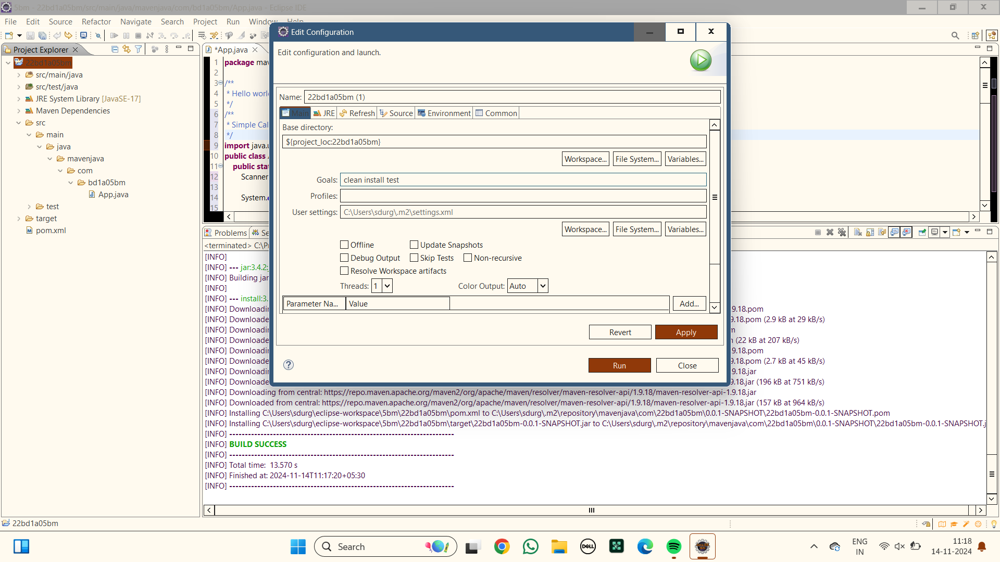 5bm - 22bd1a05bm/src/main/java/mavenjava/com/bd1a05bm/App.java - Eclipse IDE
File Edit Source Refactor Navigate Search Project Run Window Help
Project Explorer
22bd1a05bm
src/main/java
src/test/java
JRE System Library [JavaSE-17]
Maven Dependencies
src
main
java
mavenjava
com
bd1a05bm
App.java
test
target
pom.xml
*App.java
1 package
2
3 /**
4 * Hello
5 */
6 /**
7 * Simple
8 */
9 import
10 public class
11 public
12 Scanner
13
14
15
Edit Configuration
Edit configuration and launch.
Name: 22bd1a05bm (1)
Main JRE Refresh Source Environment Common
Base directory:
${project_loc:22bd1a05bm}
Workspace... File System... Variables...
Goals: clean install test
Profiles:
User settings: C:\Users\sdurg\.m2\settings.xml
Workspace... File System... Variables...
Offline Update Snapshots
Debug Output Skip Tests Non-recursive
Resolve Workspace artifacts
Threads: 1 Color Output: Auto
Parameter Na... Value Add...
Revert Apply
Run Close
Problems
<terminated>
[INFO]
[INFO] --- jar:3.4.2:
[INFO] Building jar
[INFO]
[INFO] --- install:3.
[INFO] 9.18.pom
[INFO] 9.18.pom (2.9 kB at 29 kB/s)
[INFO]
[INFO] (22 kB at 207 kB/s)
[INFO] 9.18.pom
[INFO] 9.18.pom (2.7 kB at 45 kB/s)
[INFO] 9.18.jar
[INFO] 9.18.jar (196 kB at 751 kB/s)
[INFO] Downloading from central: https://repo.maven.apache.org/maven2/org/apache/maven/resolver/maven-resolver-api/1.9.18/maven-resolver-api-1.9.18.jar
[INFO] Downloaded from central: https://repo.maven.apache.org/maven2/org/apache/maven/resolver/maven-resolver-api/1.9.18/maven-resolver-api-1.9.18.jar (157 kB at 964 kB/s)
[INFO] Installing C:\Users\sdurg\eclipse-workspace\5bm\22bd1a05bm\pom.xml to C:\Users\sdurg\.m2\repository\mavenjava\com\22bd1a05bm\0.0.1-SNAPSHOT\22bd1a05bm-0.0.1-SNAPSHOT.pom
[INFO] Installing C:\Users\sdurg\eclipse-workspace\5bm\22bd1a05bm\target\22bd1a05bm-0.0.1-SNAPSHOT.jar to C:\Users\sdurg\.m2\repository\mavenjava\com\22bd1a05bm\0.0.1-SNAPSHOT\22bd1a05bm-0.0.1-SNAPSHOT.j
[INFO] ------------------------------------------------------------------------
[INFO] BUILD SUCCESS
[INFO] ------------------------------------------------------------------------
[INFO] Total time:  13.570 s
[INFO] Finished at: 2024-11-14T11:17:20+05:30
[INFO] ------------------------------------------------------------------------
22bd1a05bm
Search
DELL
ENG
IN
11:18
14-11-2024